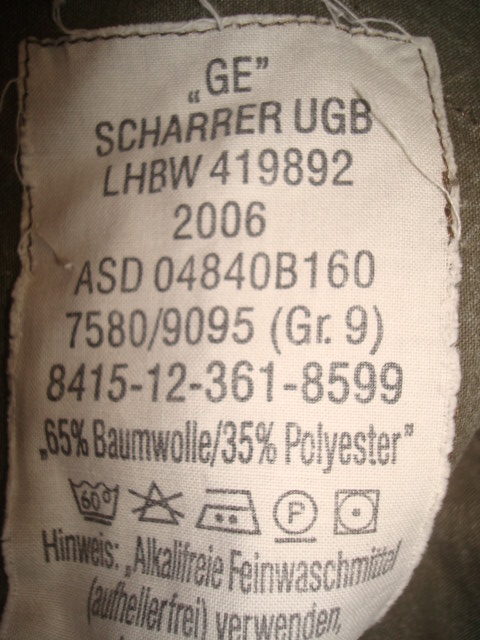 „GE”
SCHARRER UGB
LHBW 419892
2006
ASD 04840B160
7580/9095 (Gr. 9)
8415-12-361-8599
„65% Baumwolle/35% Polyester”
60° P
Hinweis: „Alkalifreie Feinwaschmittel
(aufhellerfrei) verwenden,